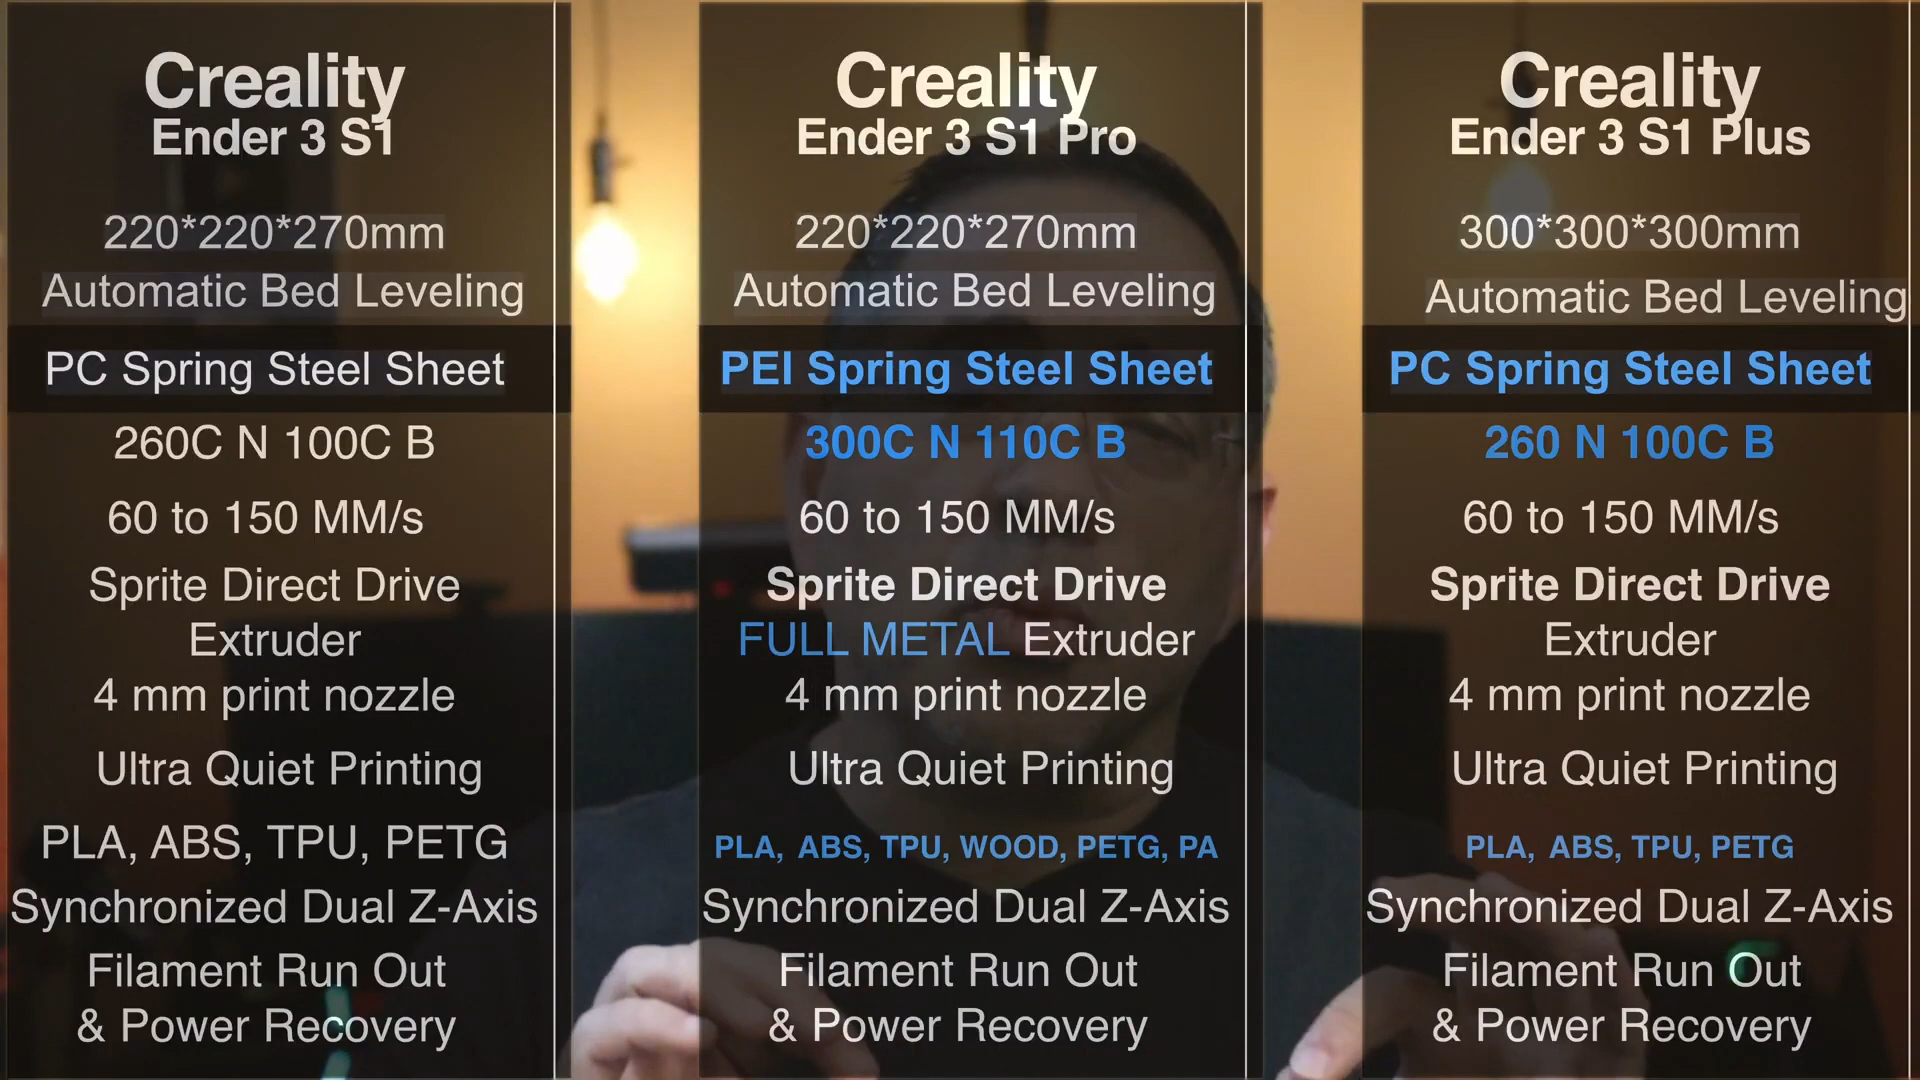 Creality
Ender 3 S1
220*220*270mm
Automatic Bed Leveling
PC Spring Steel Sheet
260C N 100C B
60 to 150 MM/s
Sprite Direct Drive
Extruder
4 mm print nozzle
Ultra Quiet Printing
PLA, ABS, TPU, PETG
Synchronized Dual Z-Axis
Filament Run Out
& Power Recovery
Creality
Ender 3 S1 Pro
220*220*270mm
Automatic Bed Leveling
PEI Spring Steel Sheet
300C N 110C B
60 to 150 MM/s
Sprite Direct Drive
FULL METAL Extruder
4 mm print nozzle
Ultra Quiet Printing
PLA, ABS, TPU, WOOD, PETG, PA
Synchronized Dual Z-Axis
Filament Run Out
& Power Recovery
Creality
Ender 3 S1 Plus
300*300*300mm
Automatic Bed Leveling
PC Spring Steel Sheet
260 N 100C B
60 to 150 MM/s
Sprite Direct Drive
Extruder
4 mm print nozzle
Ultra Quiet Printing
PLA, ABS, TPU, PETG
Synchronized Dual Z-Axis
Filament Run Out
& Power Recovery